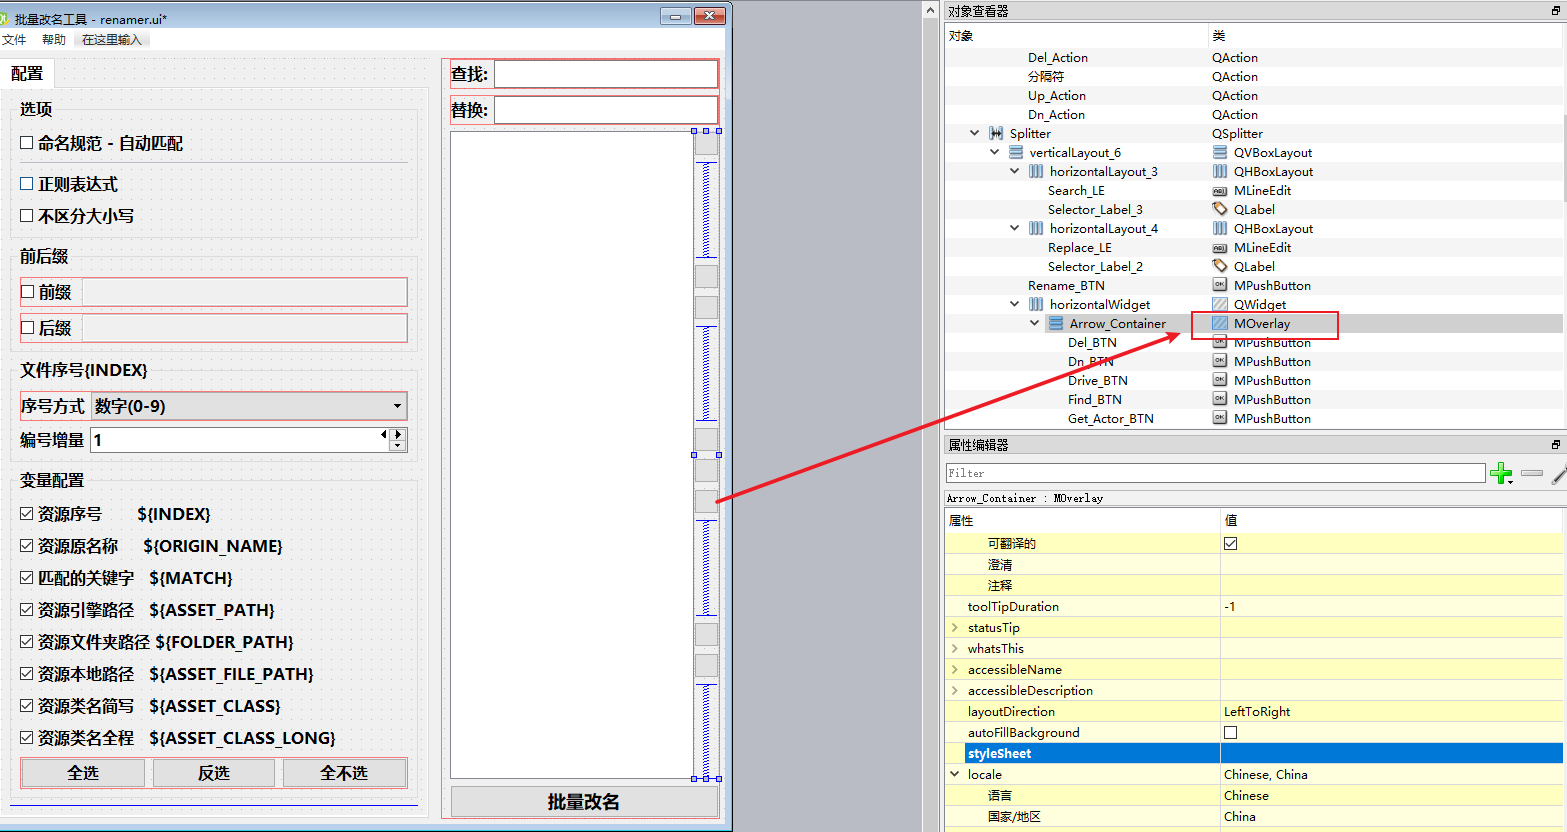 批量改名工具 - renamer.ui*
文件 帮助 在这里输入
配置
选项
命名规范 - 自动匹配
正则表达式
不区分大小写
前后缀
前缀
后缀
文件序号{INDEX}
序号方式 数字(0-9)
编号增量 1
变量配置
资源序号 ${INDEX}
资源原名称 ${ORIGIN_NAME}
匹配的关键字 ${MATCH}
资源引擎路径 ${ASSET_PATH}
资源文件夹路径 ${FOLDER_PATH}
资源本地路径 ${ASSET_FILE_PATH}
资源类名简写 ${ASSET_CLASS}
资源类名全程 ${ASSET_CLASS_LONG}
全选 反选 全不选
查找:
替换:
批量改名
对象查看器
对象 类
Del_Action QAction
分隔符 QAction
Up_Action QAction
Dn_Action QAction
Splitter QSplitter
verticalLayout_6 QVBoxLayout
horizontalLayout_3 QHBoxLayout
Search_LE MLineEdit
Selector_Label_3 QLabel
horizontalLayout_4 QHBoxLayout
Replace_LE MLineEdit
Selector_Label_2 QLabel
Rename_BTN MPushButton
horizontalWidget QWidget
Arrow_Container MOverlay
Del_BTN MPushButton
Dn_BTN MPushButton
Drive_BTN MPushButton
Find_BTN MPushButton
Get_Actor_BTN MPushButton
属性编辑器
Filter
Arrow_Container : MOverlay
属性 值
可翻译的
澄清
注释
toolTipDuration -1
statusTip
whatsThis
accessibleName
accessibleDescription
layoutDirection LeftToRight
autoFillBackground
styleSheet
locale Chinese, China
语言 Chinese
国家/地区 China